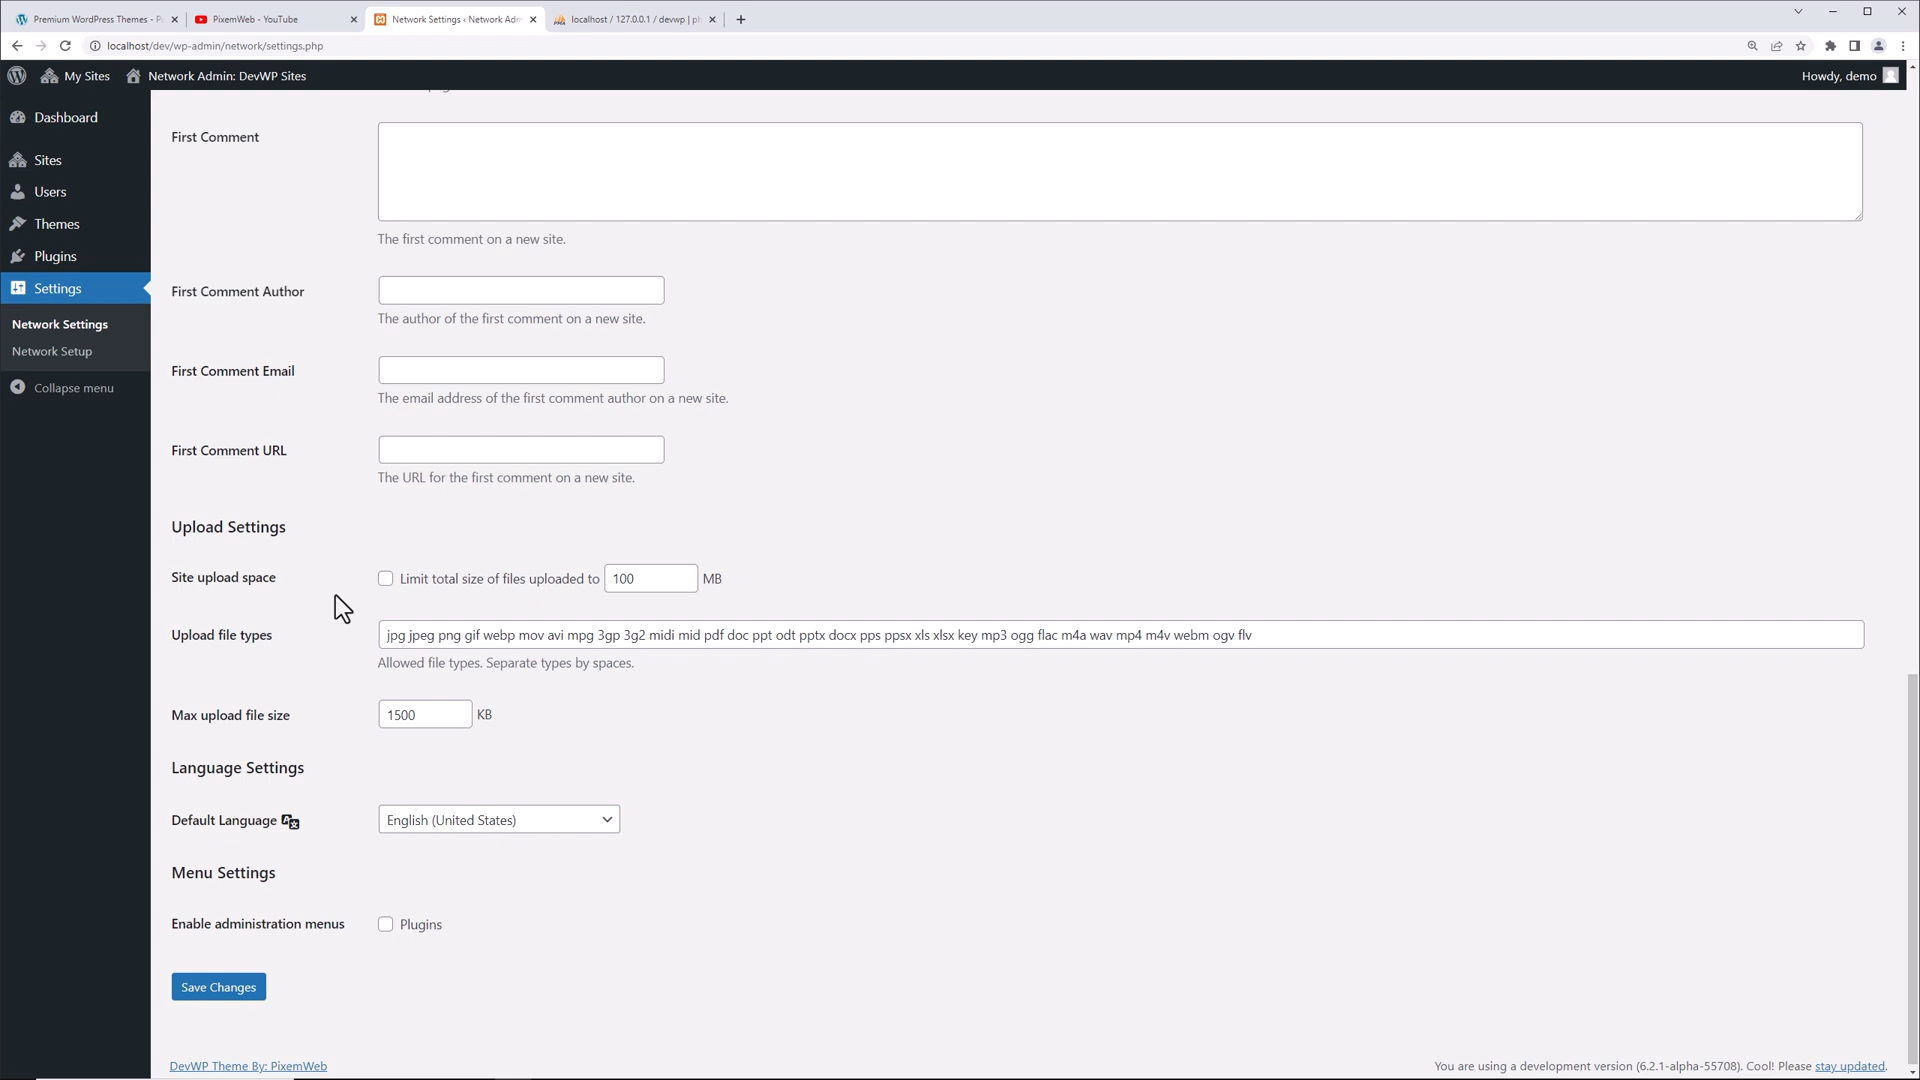 Premium WordPress Themes - P
PixemWeb - YouTube
Network Settings ‹ Network Adm
localhost / 127.0.0.1 / devwp | ph
localhost/dev/wp-admin/network/settings.php
My Sites
Network Admin: DevWP Sites
Howdy, demo
Dashboard
Sites
Users
Themes
Plugins
Settings
Network Settings
Network Setup
Collapse menu
First Comment
The first comment on a new site.
First Comment Author
The author of the first comment on a new site.
First Comment Email
The email address of the first comment author on a new site.
First Comment URL
The URL for the first comment on a new site.
Upload Settings
Site upload space
Limit total size of files uploaded to 100 MB
Upload file types
jpg jpeg png gif webp mov avi mpg 3gp 3g2 midi mid pdf doc ppt odt pptx docx pps ppsx xls xlsx key mp3 ogg flac m4a wav mp4 m4v webm ogv flv
Allowed file types. Separate types by spaces.
Max upload file size
1500 KB
Language Settings
Default Language
English (United States)
Menu Settings
Enable administration menus
Plugins
Save Changes
DevWP Theme By: PixemWeb
You are using a development version (6.2.1-alpha-55708). Cool! Please stay updated.